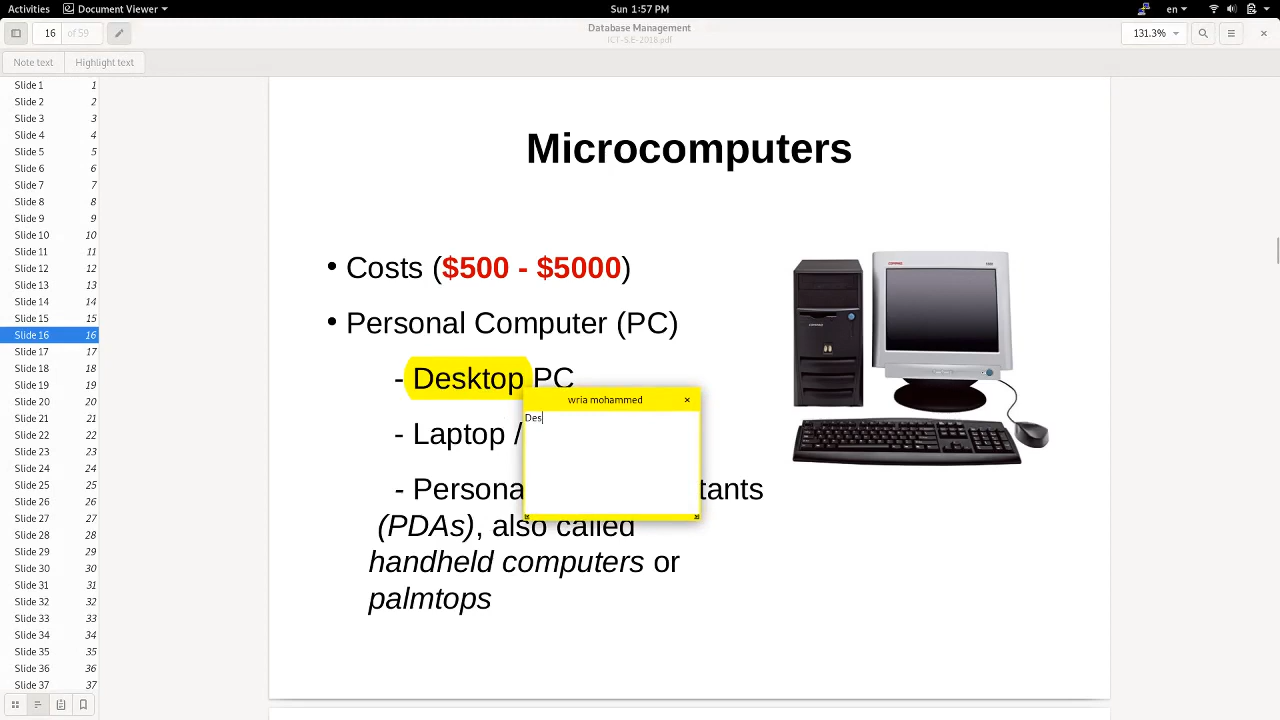 Activities Document Viewer Sun 1:57 PM en
16 of 59 Database Management 131.3%
ICT-S.E-2018.pdf
Note text Highlight text
Slide 1 1
Slide 2 2
Slide 3 3
Slide 4 4
Slide 5 5
Slide 6 6
Slide 7 7
Slide 8 8
Slide 9 9
Slide 10 10
Slide 11 11
Slide 12 12
Slide 13 13
Slide 14 14
Slide 15 15
Slide 16 16
Slide 17 17
Slide 18 18
Slide 19 19
Slide 20 20
Slide 21 21
Slide 22 22
Slide 23 23
Slide 24 24
Slide 25 25
Slide 26 26
Slide 27 27
Slide 28 28
Slide 29 29
Slide 30 30
Slide 31 31
Slide 32 32
Slide 33 33
Slide 34 34
Slide 35 35
Slide 36 36
Slide 37 37
Microcomputers
• Costs ($500 - $5000)
• Personal Computer (PC)
- Desktop PC
- Laptop /
- Persona tants
(PDAs), also called
handheld computers or
palmtops
wria mohammed
Des